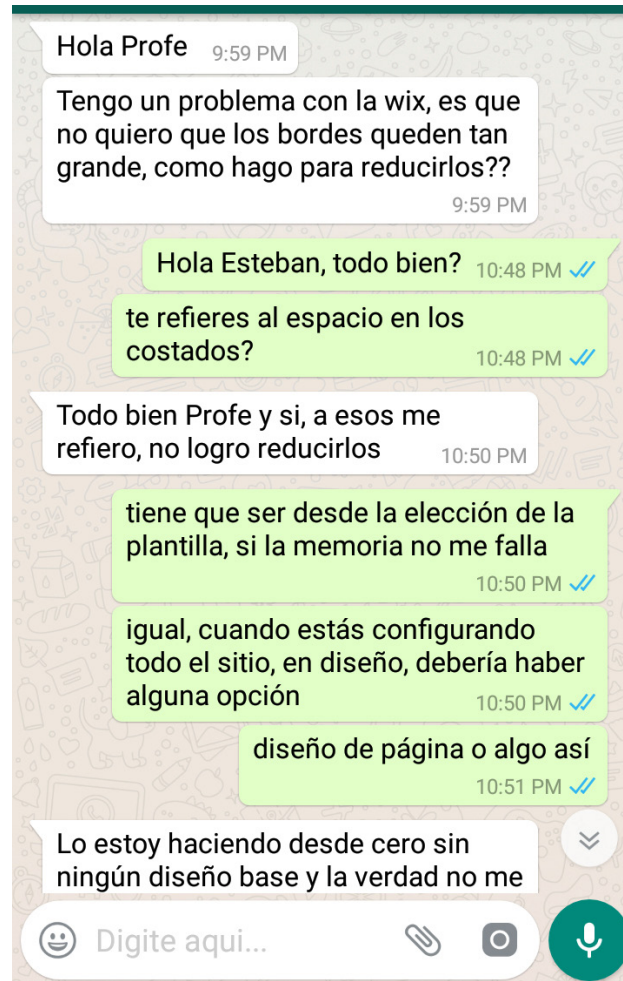 Hola Profe 9:59 PM
Tengo un problema con la wix, es que
no quiero que los bordes queden tan
grande, como hago para reducirlos??
9:59 PM
Hola Esteban, todo bien? 10:48 PM
te refieres al espacio en los
costados? 10:48 PM
Todo bien Profe y si, a esos me
refiero, no logro reducirlos 10:50 PM
tiene que ser desde la elección de la
plantilla, si la memoria no me falla
10:50 PM
igual, cuando estás configurando
todo el sitio, en diseño, debería haber
alguna opción 10:50 PM
diseño de página o algo así
10:51 PM
Lo estoy haciendo desde cero sin
ningún diseño base y la verdad no me
Digite aqui...